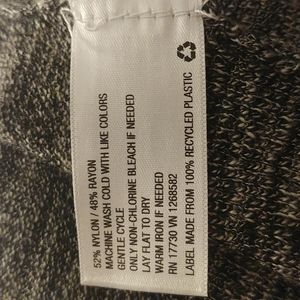 52% NYLON / 48% RAYON
MACHINE WASH COLD WITH LIKE COLORS
GENTLE CYCLE
ONLY NON-CHLORINE BLEACH IF NEEDED
LAY FLAT TO DRY
WARM IRON IF NEEDED
RN 17730 VN 1268582
LABEL MADE FROM 100% RECYCLED PLASTIC